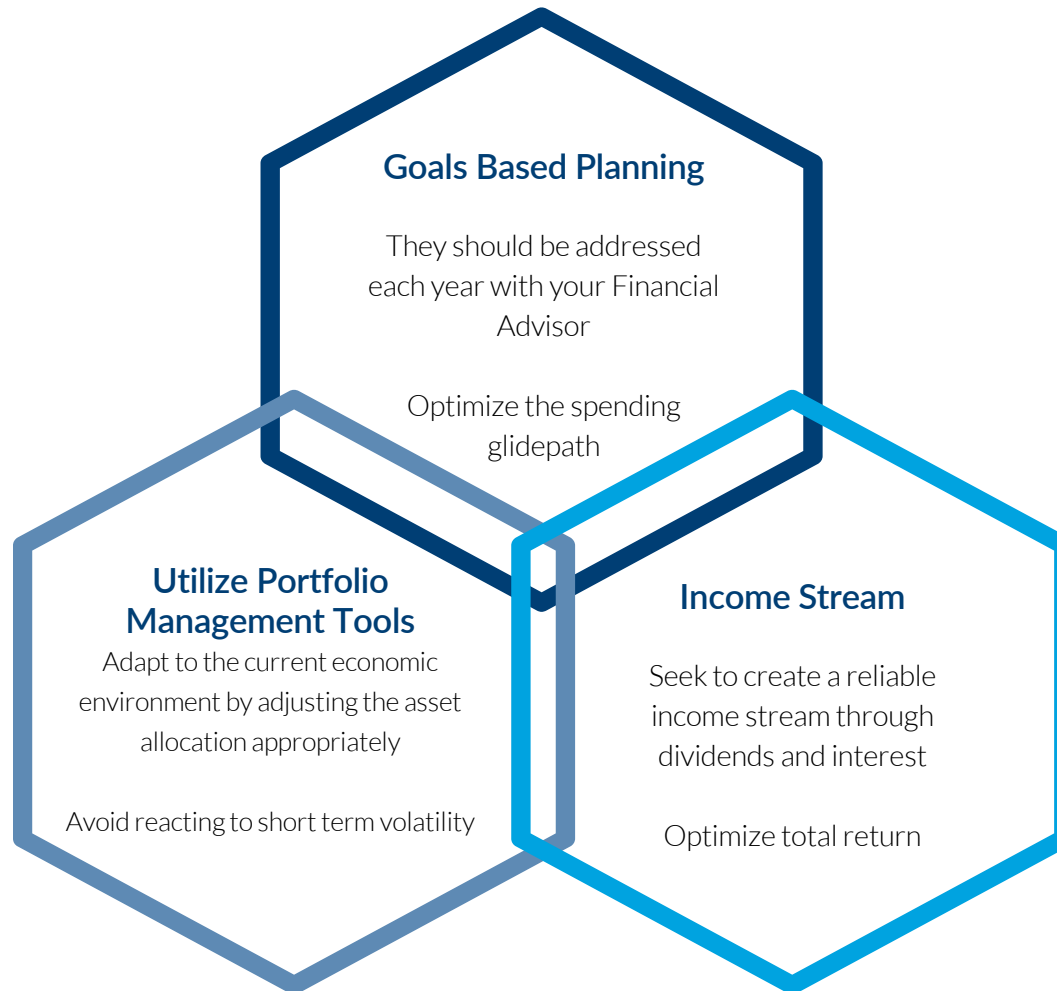 Goals Based Planning
They should be addressed
each year with your Financial
Advisor
Optimize the spending
glidepath
Utilize Portfolio
Management Tools
Adapt to the current economic
environment by adjusting the asset
allocation appropriately
Avoid reacting to short term volatility
Income Stream
Seek to create a reliable
income stream through
dividends and interest
Optimize total return